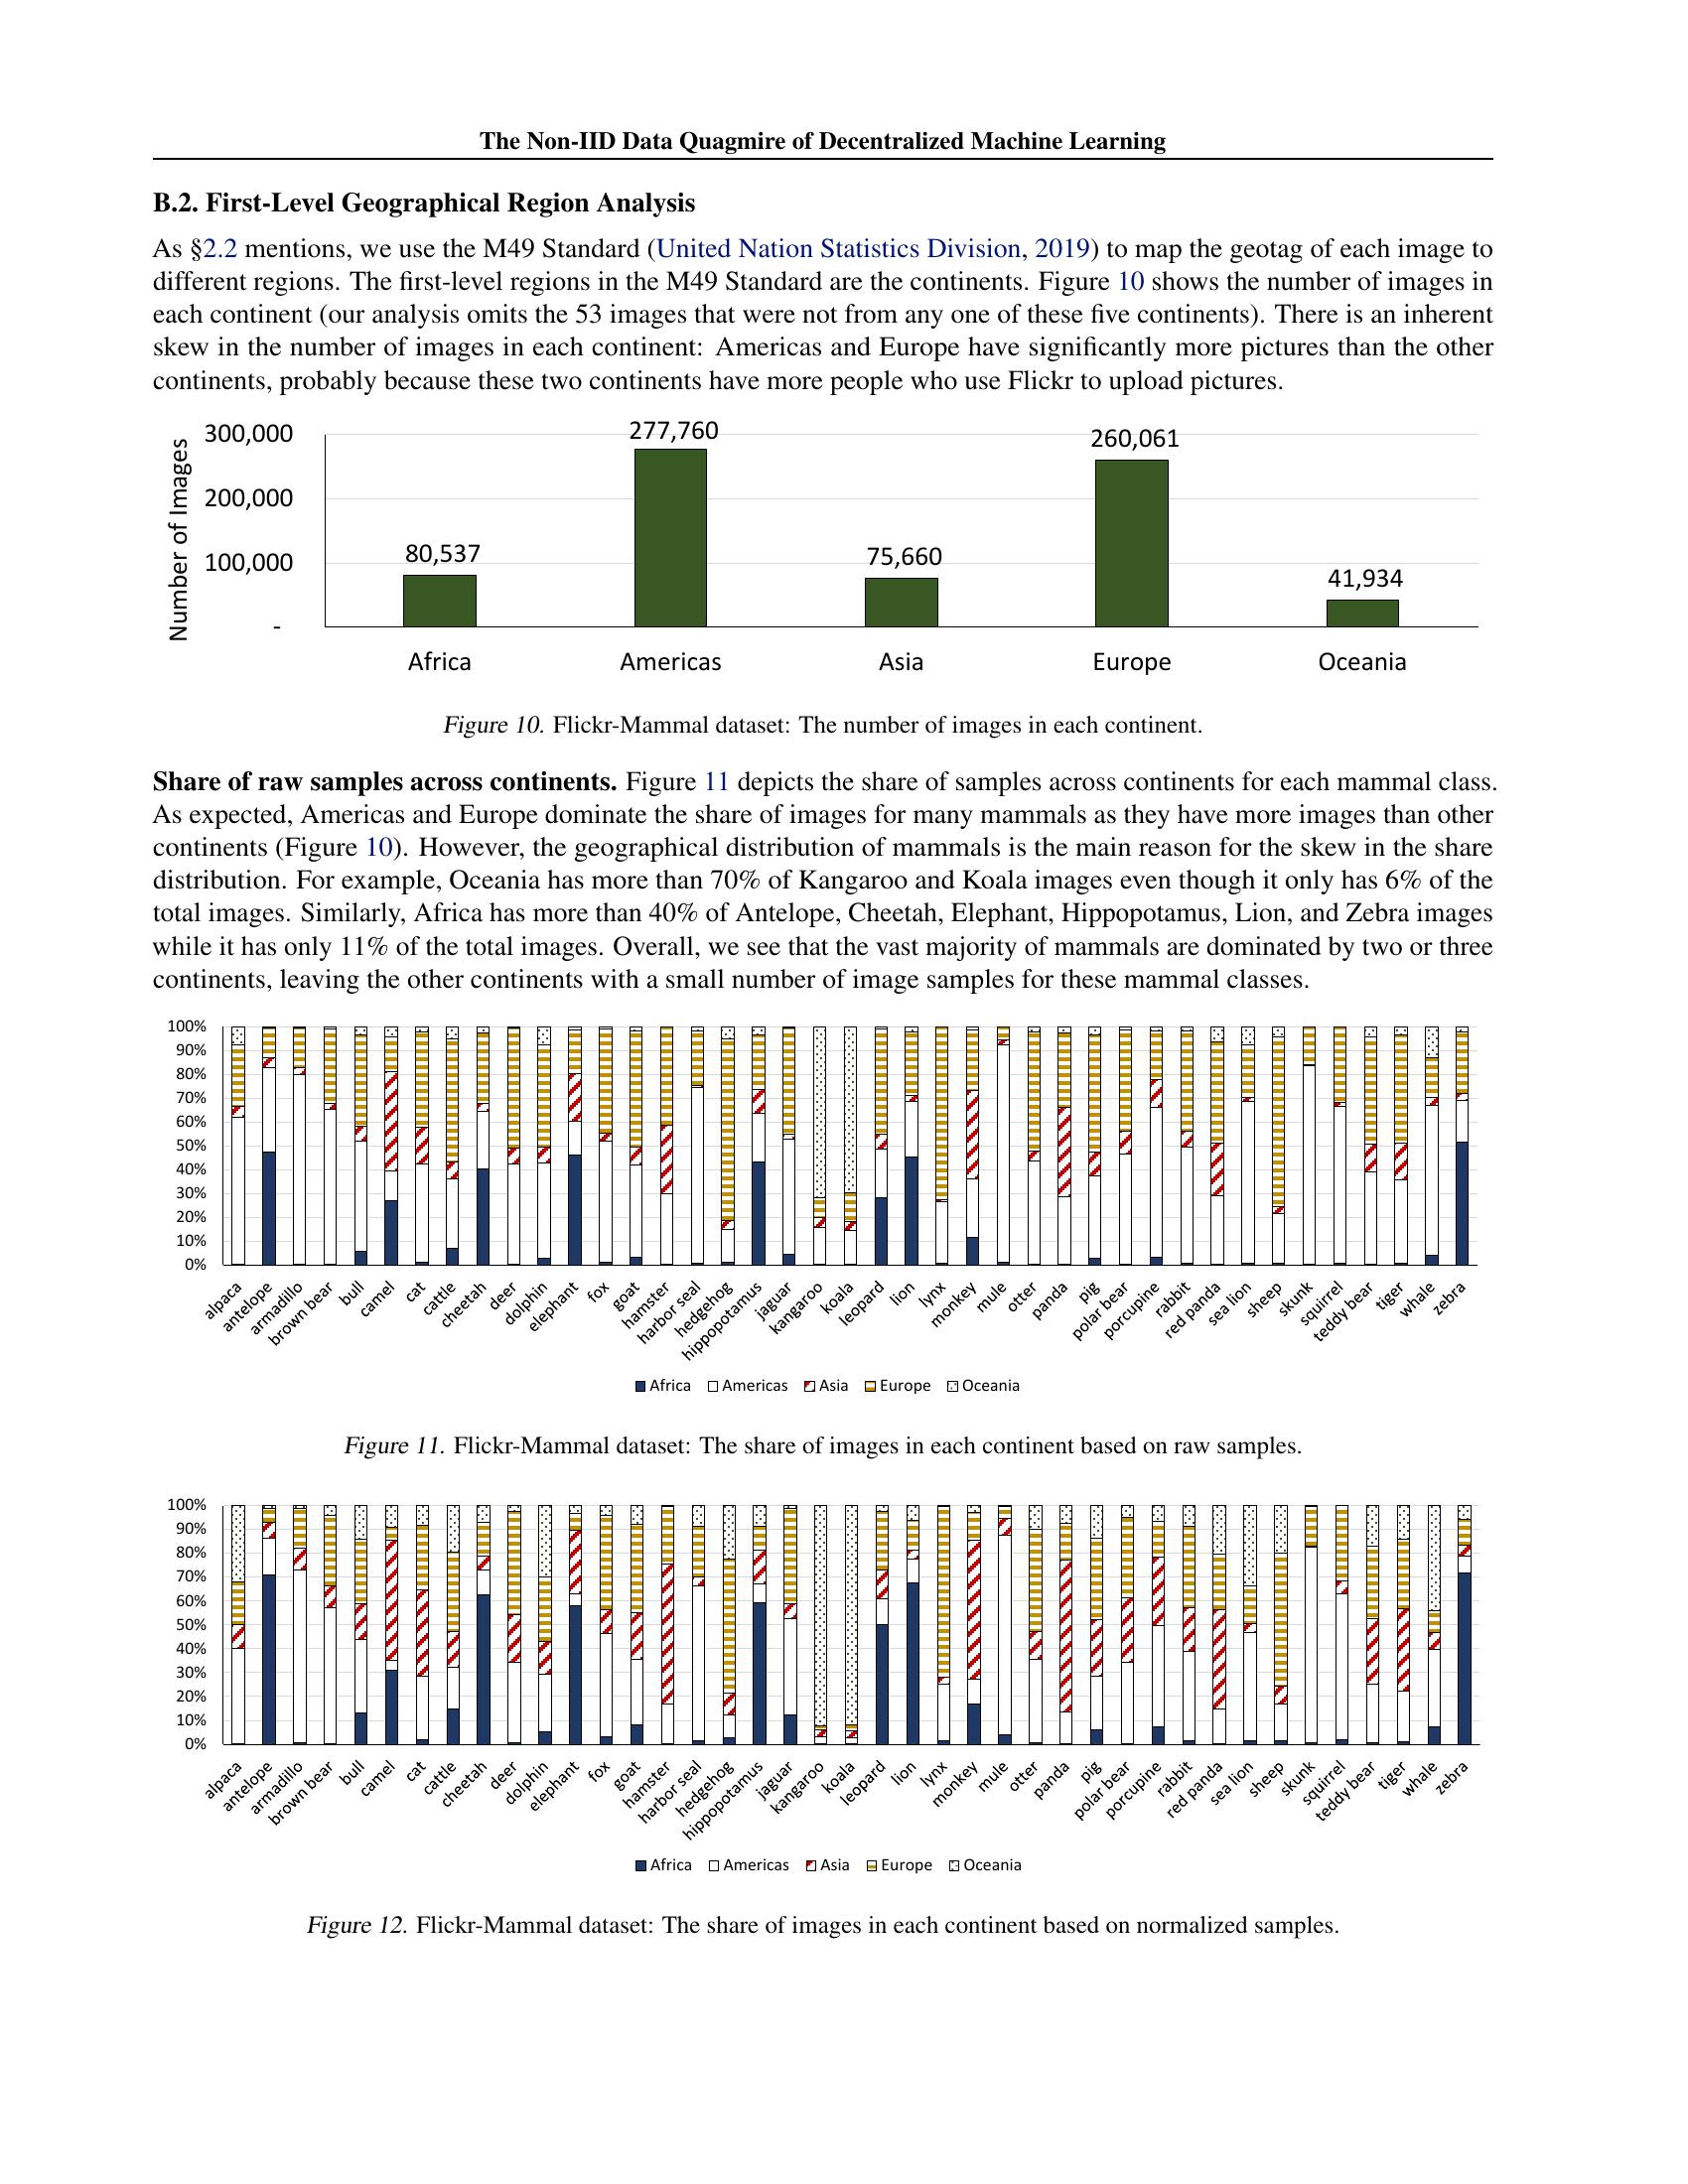 The Non-IID Data Quagmire of Decentralized Machine Learning
B.2. First-Level Geographical Region Analysis
As §2.2 mentions, we use the M49 Standard (United Nation Statistics Division, 2019) to map the geotag of each image to
different regions. The first-level regions in the M49 Standard are the continents. Figure 10 shows the number of images in
each continent (our analysis omits the 53 images that were not from any one of these five continents). There is an inherent
skew in the number of images in each continent: Americas and Europe have significantly more pictures than the other
continents, probably because these two continents have more people who use Flickr to upload pictures.
Number of Images
300,000
200,000
100,000
-
80,537
277,760
75,660
260,061
41,934
Africa Americas Asia Europe Oceania
Figure 10. Flickr-Mammal dataset: The number of images in each continent.
Share of raw samples across continents. Figure 11 depicts the share of samples across continents for each mammal class.
As expected, Americas and Europe dominate the share of images for many mammals as they have more images than other
continents (Figure 10). However, the geographical distribution of mammals is the main reason for the skew in the share
distribution. For example, Oceania has more than 70% of Kangaroo and Koala images even though it only has 6% of the
total images. Similarly, Africa has more than 40% of Antelope, Cheetah, Elephant, Hippopotamus, Lion, and Zebra images
while it has only 11% of the total images. Overall, we see that the vast majority of mammals are dominated by two or three
continents, leaving the other continents with a small number of image samples for these mammal classes.
100%
90%
80%
70%
60%
50%
40%
30%
20%
10%
0%
alpaca
antelope
armadillo
brown bear
bull
camel
cat
cattle
cheetah
deer
dolphin
elephant
fox
goat
hamster
harbor seal
hedgehog
hippopotamus
jaguar
kangaroo
koala
leopard
lion
lynx
monkey
mule
otter
panda
pig
polar bear
porcupine
rabbit
red panda
sea lion
sheep
skunk
squirrel
teddy bear
tiger
whale
zebra
Africa Americas Asia Europe Oceania
Figure 11. Flickr-Mammal dataset: The share of images in each continent based on raw samples.
100%
90%
80%
70%
60%
50%
40%
30%
20%
10%
0%
alpaca
antelope
armadillo
brown bear
bull
camel
cat
cattle
cheetah
deer
dolphin
elephant
fox
goat
hamster
harbor seal
hedgehog
hippopotamus
jaguar
kangaroo
koala
leopard
lion
lynx
monkey
mule
otter
panda
pig
polar bear
porcupine
rabbit
red panda
sea lion
sheep
skunk
squirrel
teddy bear
tiger
whale
zebra
Africa Americas Asia Europe Oceania
Figure 12. Flickr-Mammal dataset: The share of images in each continent based on normalized samples.